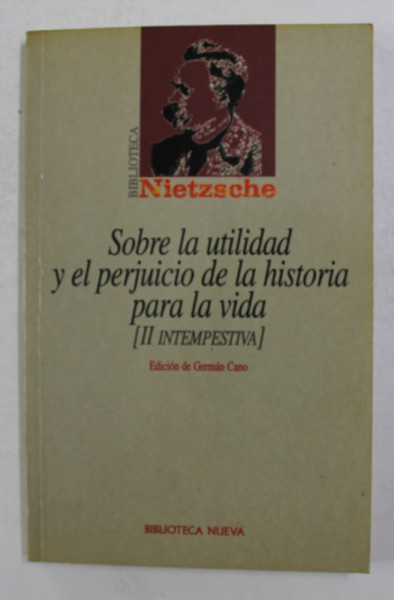 BIBLIOTECA
Nietzsche
Sobre la utilidad
y el perjuicio de la historia
para la vida
[II INTEMPESTIVA]
Edición de Germán Cano
BIBLIOTECA NUEVA